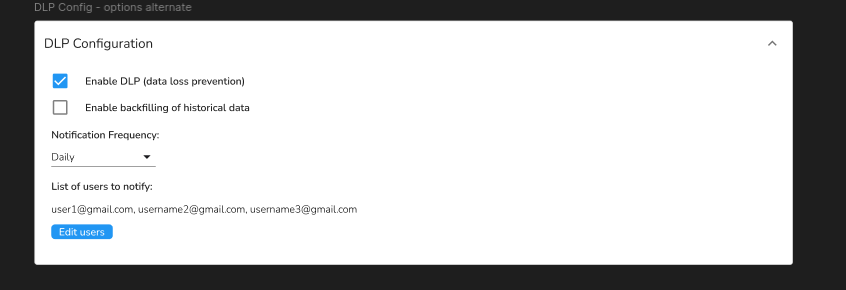 DLP Config - options alternate
DLP Configuration
Enable DLP (data loss prevention)
Enable backfilling of historical data
Notification Frequency:
Daily
List of users to notify:
user1@gmail.com, username2@gmail.com, username3@gmail.com
Edit users